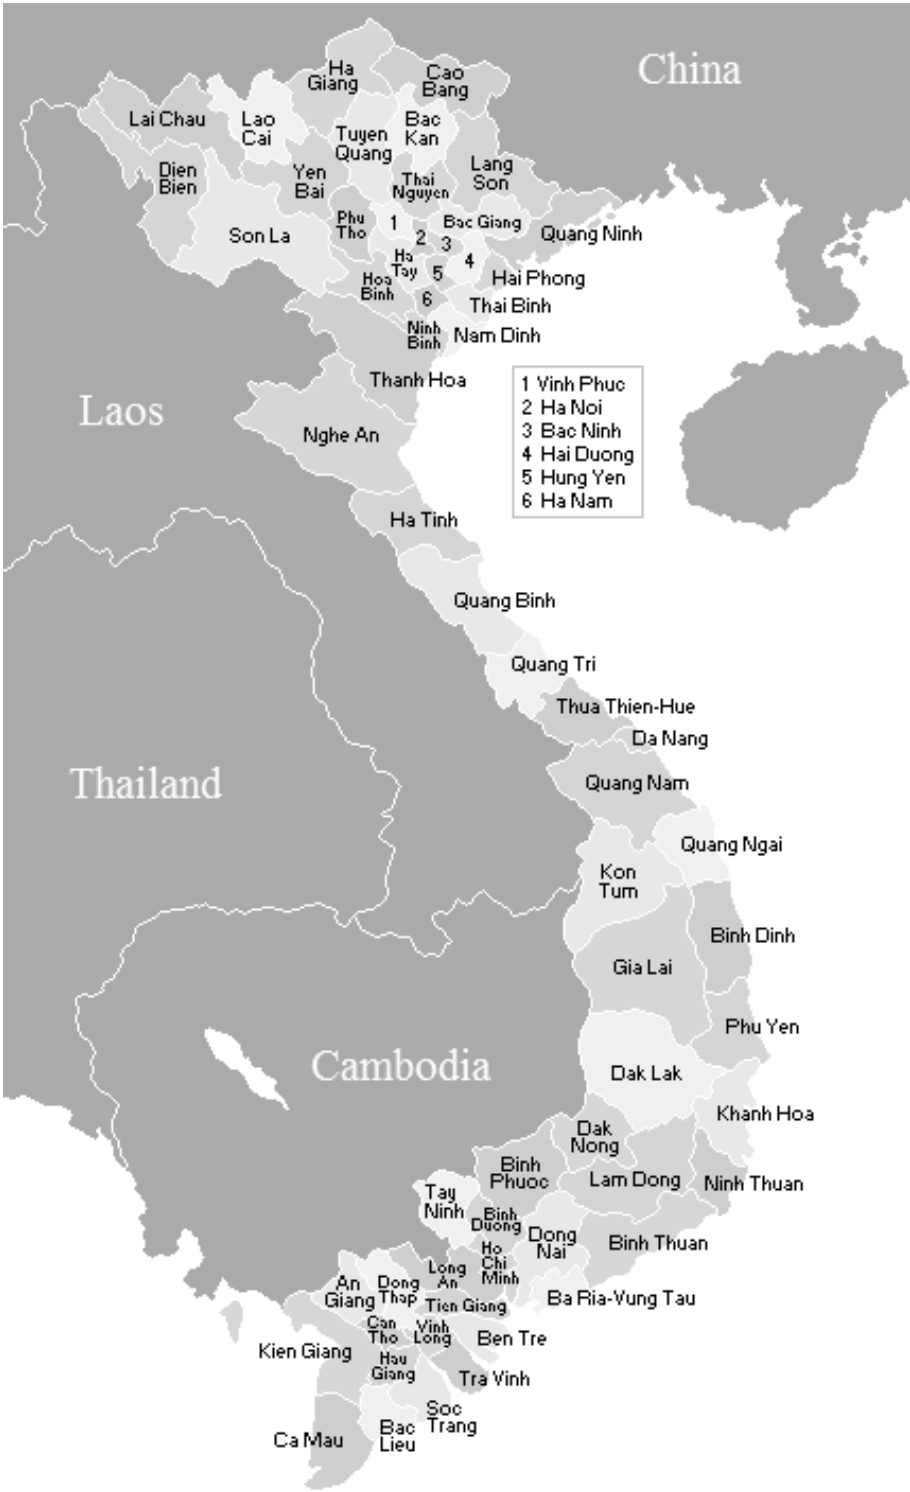 China
Ha
Giang
Cao
Bang
Lai Chau
Lao
Cai
Bac
Kan
Tuyen
Quang
Lang
Son
Dien
Bien
Yen
Bai
Thai
Nguyen
Phu
Tho
1
Bac Giang
Son La
2
3
Quang Ninh
Ha
Tay
4
5
Hoa
Binh
Hai Phong
6
Thai Binh
Ninh
Binh
Nam Dinh
Thanh Hoa
1 Vinh Phuc
2 Ha Noi
3 Bac Ninh
4 Hai Duong
5 Hung Yen
6 Ha Nam
Laos
Nghe An
Ha Tinh
Quang Binh
Quang Tri
Thua Thien-Hue
Da Nang
Thailand
Quang Nam
Quang Ngai
Kon
Tum
Binh Dinh
Gia Lai
Phu Yen
Cambodia
Dak Lak
Khanh Hoa
Dak
Nong
Binh
Phuoc
Lam Dong
Ninh Thuan
Tay
Ninh
Binh
Duong
Dong
Nai
Binh Thuan
Ho
Chi
Minh
Long
An
An
Giang
Dong
Thap
Tien Giang
Ba Ria-Vung Tau
Can
Tho
Vinh
Long
Ben Tre
Kien Giang
Hau
Giang
Tra Vinh
Soc
Trang
Ca Mau
Bac
Lieu